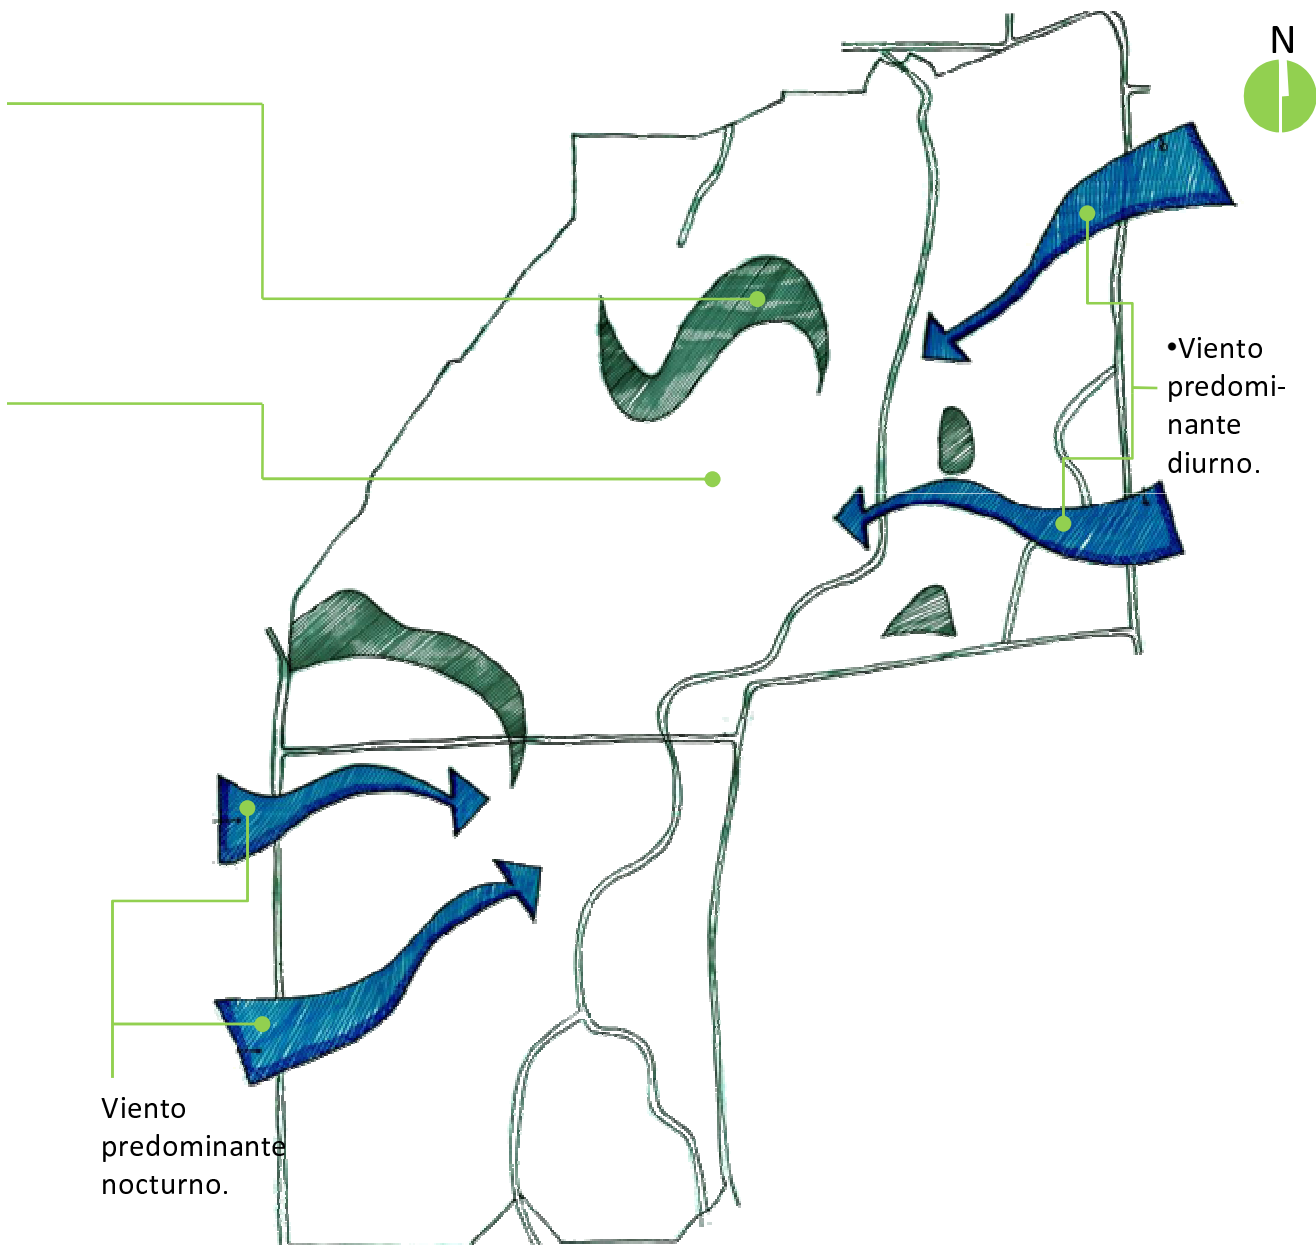 N
•Viento
predomi-
nante
diurno.
Viento
predominante
nocturno.